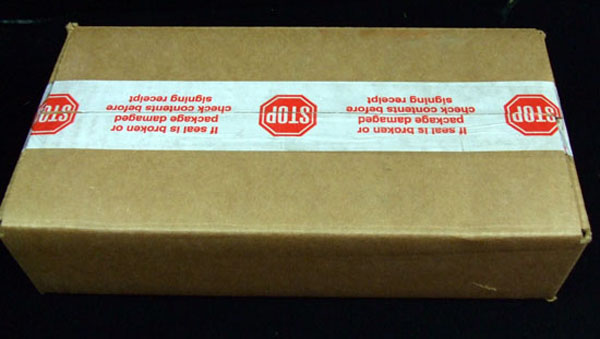 STOP
If seal is broken or
package damaged
check contents before
signing receipt
STOP
If seal is broken or
package damaged
check contents before
signing receipt
STOP